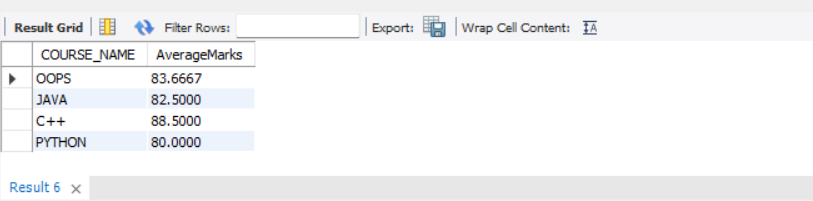 Result Grid Filter Rows: Export: Wrap Cell Content: IA
COURSE_NAME AverageMarks
OOPS 83.6667
JAVA 82.5000
C++ 88.5000
PYTHON 80.0000
Result 6 ×